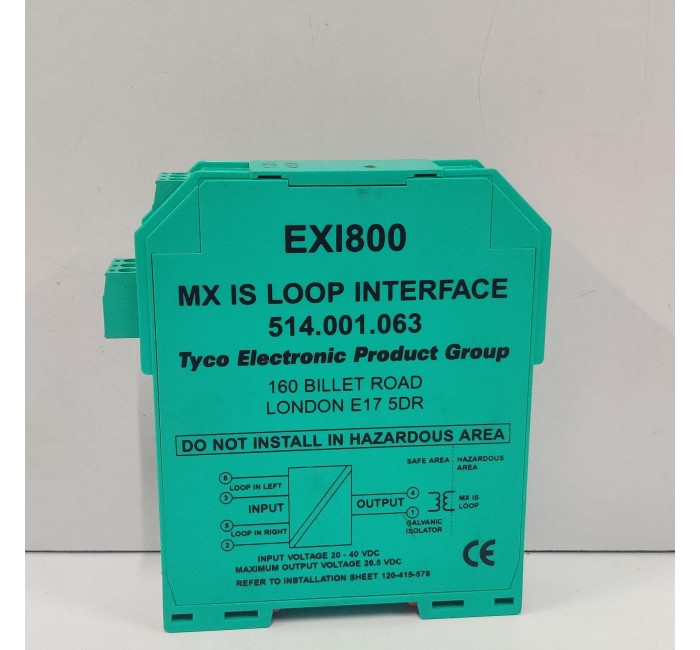 EXI800
MX IS LOOP INTERFACE
514.001.063
Tyco Electronic Product Group
160 BILLET ROAD
LONDON E17 5DR
DO NOT INSTALL IN HAZARDOUS AREA
SAFE AREA
HAZARDOUS
AREA
6
LOOP IN LEFT
3
INPUT
5
LOOP IN RIGHT
2
OUTPUT
4
1
MX IS
LOOP
GALVANIC
ISOLATOR
INPUT VOLTAGE 20 - 40 VDC
MAXIMUM OUTPUT VOLTAGE 26.5 VDC
REFER TO INSTALLATION SHEET 120-415-579
CE